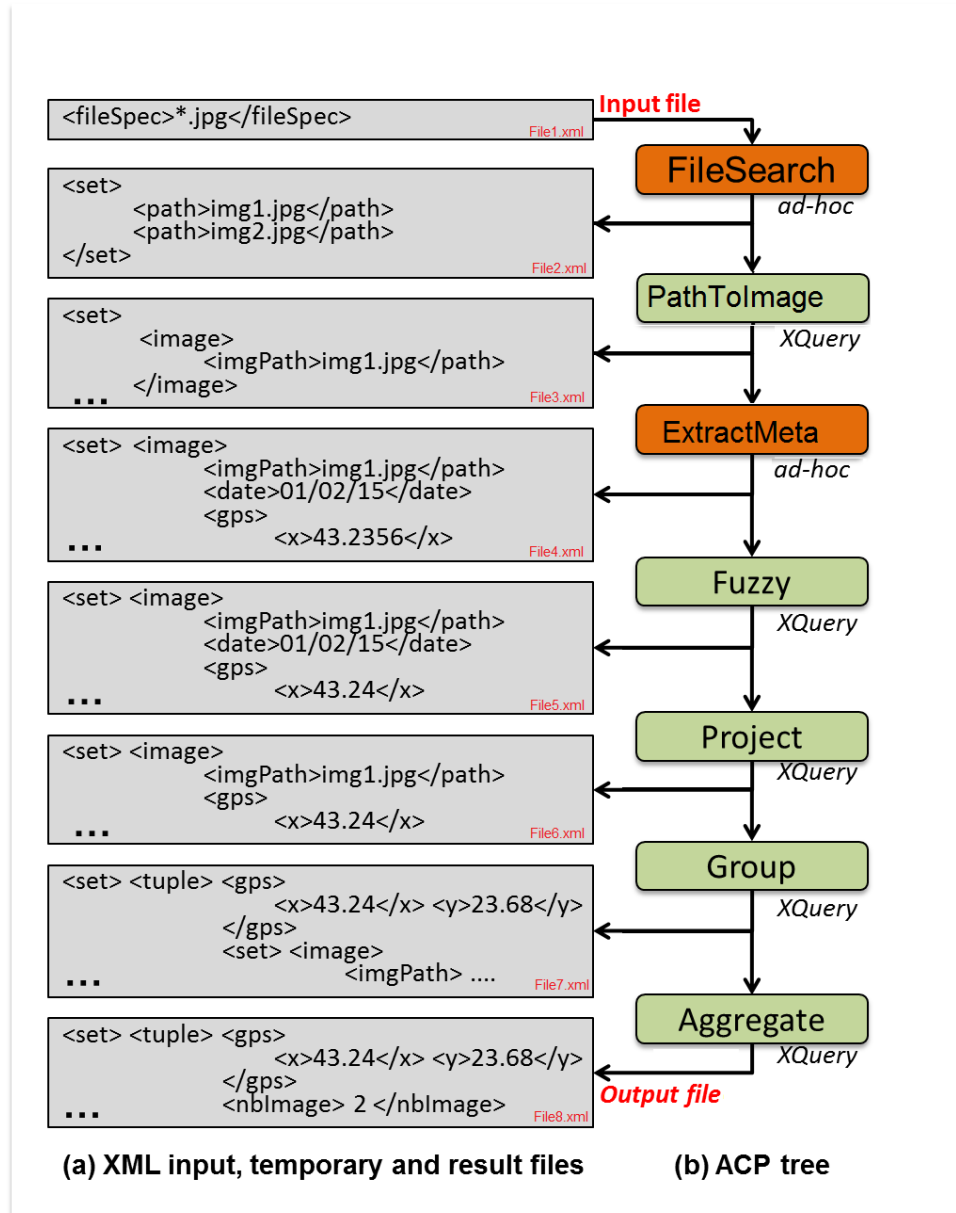 <fileSpec>*.jpg</fileSpec>
File1.xml
Input file
FileSearch
ad-hoc
<set>
<path>img1.jpg</path>
<path>img2.jpg</path>
</set>
File2.xml
PathToImage
XQuery
<set>
<image>
<imgPath>img1.jpg</path>
</image>
...
File3.xml
ExtractMeta
ad-hoc
<set> <image>
<imgPath>img1.jpg</path>
<date>01/02/15</date>
<gps>
<x>43.2356</x>
...
File4.xml
Fuzzy
XQuery
<set> <image>
<imgPath>img1.jpg</path>
<date>01/02/15</date>
<gps>
<x>43.24</x>
...
File5.xml
Project
XQuery
<set> <image>
<imgPath>img1.jpg</path>
<gps>
<x>43.24</x>
...
File6.xml
Group
XQuery
<set> <tuple> <gps>
<x>43.24</x> <y>23.68</y>
</gps>
<set> <image>
<imgPath> ....
...
File7.xml
Aggregate
XQuery
<set> <tuple> <gps>
<x>43.24</x> <y>23.68</y>
</gps>
<nbImage> 2 </nbImage>
...
File8.xml
Output file
(a) XML input, temporary and result files
(b) ACP tree